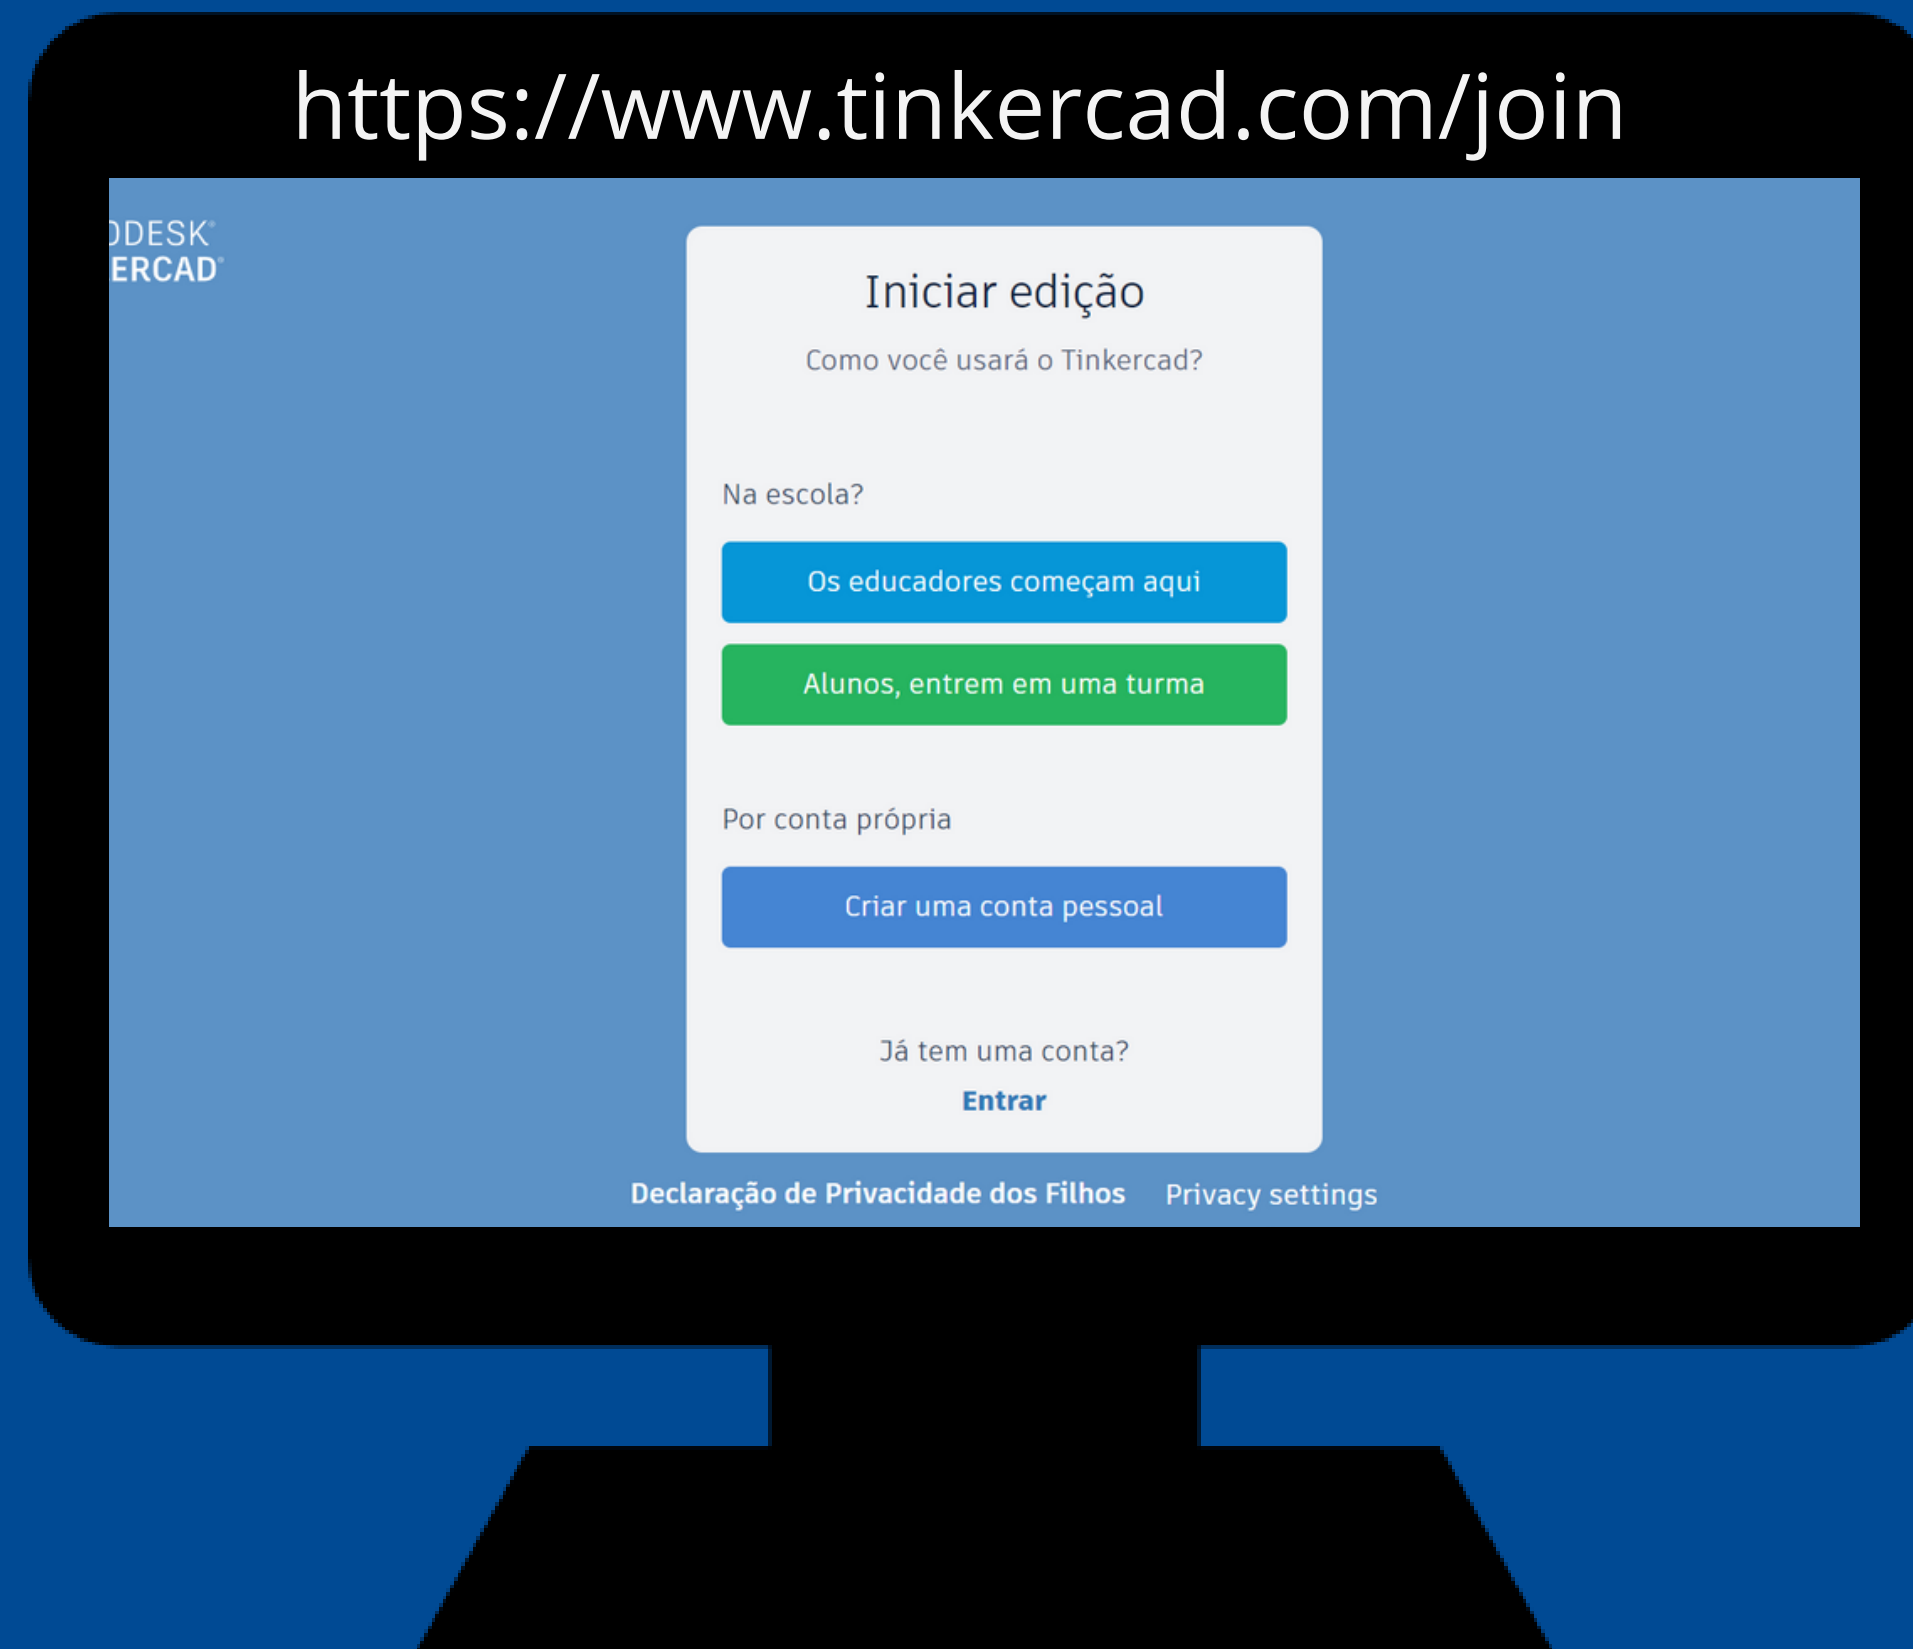 https://www.tinkercad.com/join
ODESK
ERCAD
Iniciar edição
Como você usará o Tinkercad?
Na escola?
Os educadores começam aqui
Alunos, entrem em uma turma
Por conta própria
Criar uma conta pessoal
Já tem uma conta?
Entrar
Declaração de Privacidade dos Filhos Privacy settings